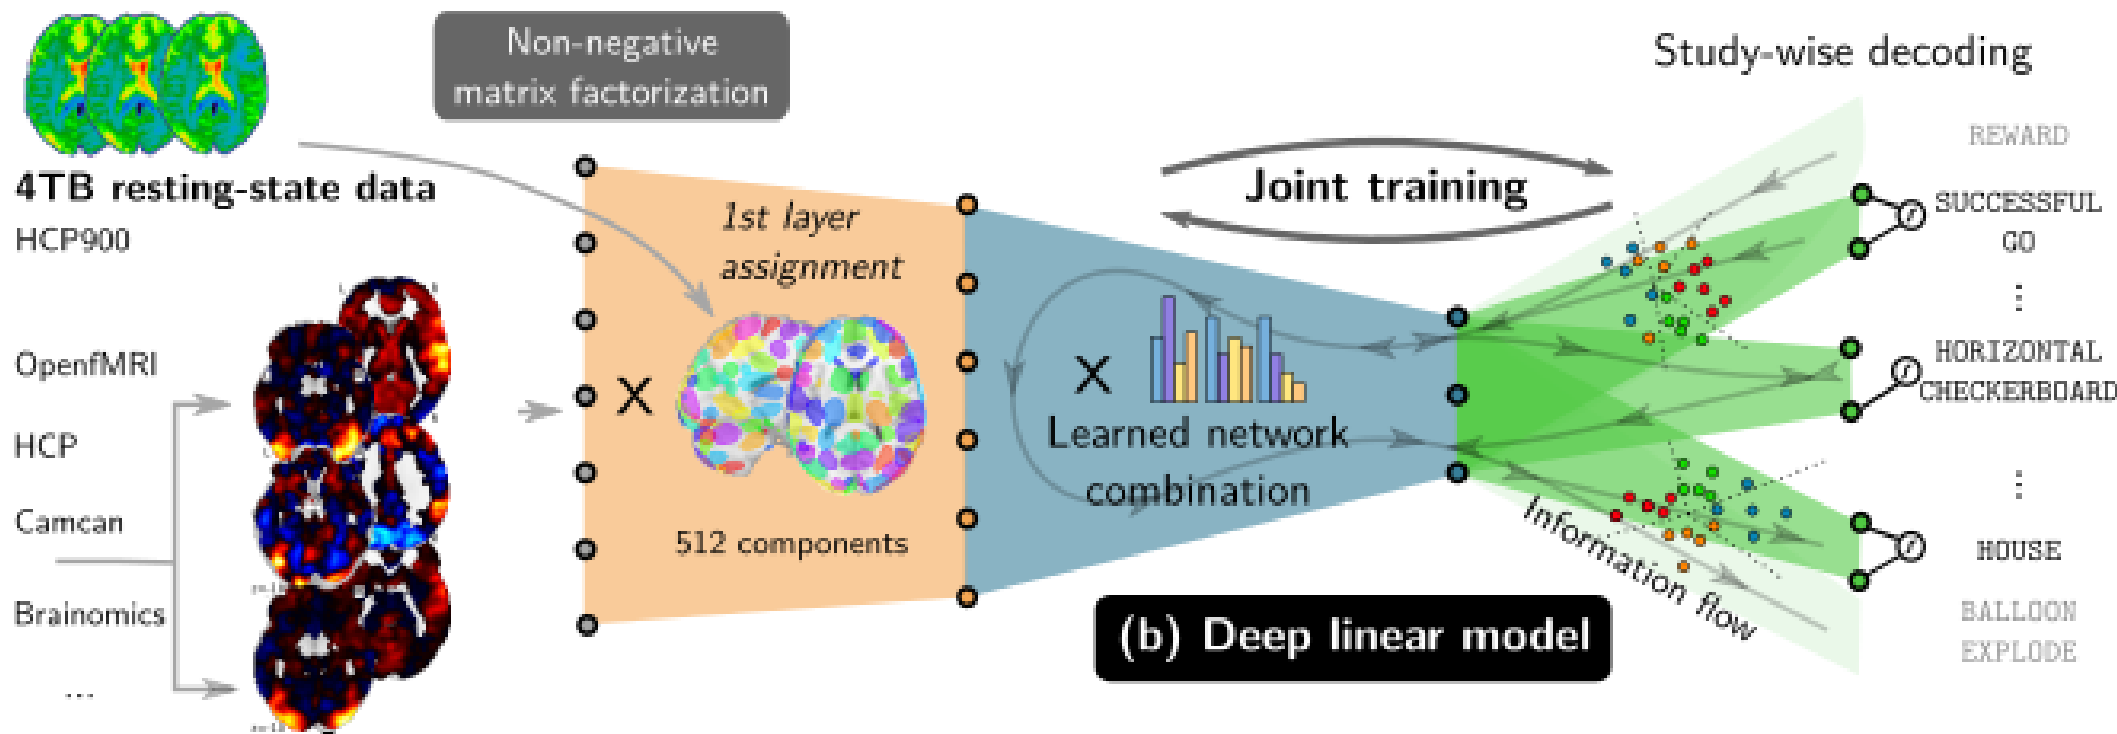 Non-negative
matrix factorization
4TB resting-state data
HCP900
OpenfMRI
HCP
Camcan
Brainomics
...
1st layer
assignment
×
512 components
Joint training
×
Learned network
combination
(b) Deep linear model
Information flow
Study-wise decoding
REWARD
SUCCESSFUL
GO
⋮
HORIZONTAL
CHECKERBOARD
⋮
HOUSE
BALLOON
EXPLODE